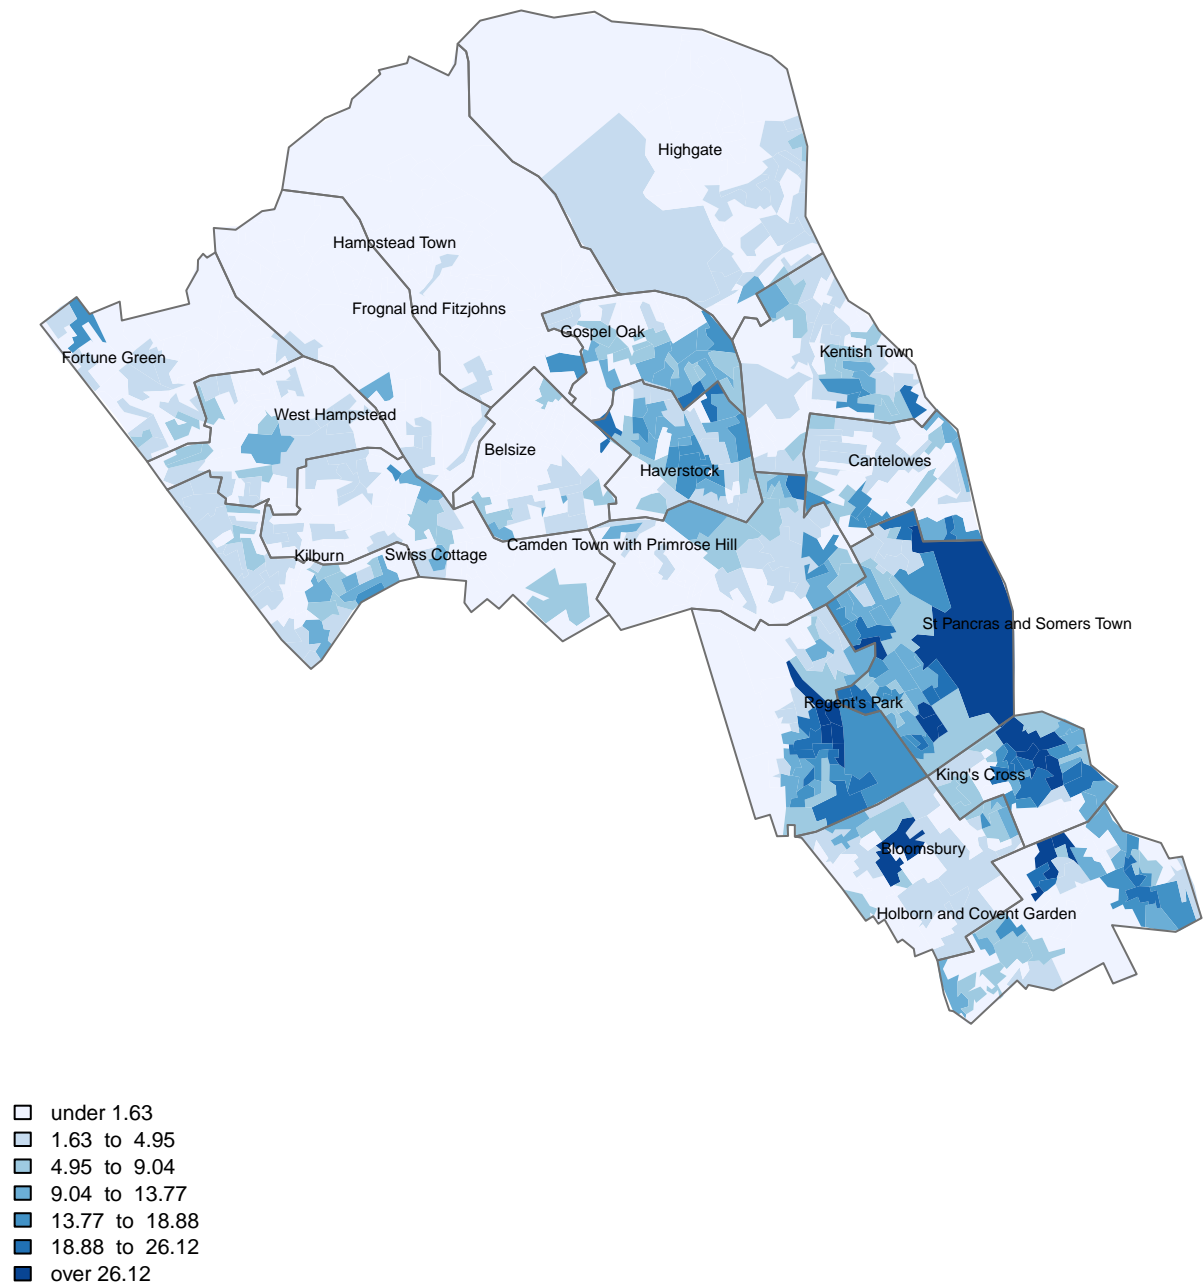 Highgate
Hampstead Town
Frognal and Fitzjohns
Gospel Oak
Kentish Town
Fortune Green
West Hampstead
Belsize
Cantelowes
Haverstock
Camden Town with Primrose Hill
Kilburn
Swiss Cottage
St Pancras and Somers Town
Regent's Park
King's Cross
Bloomsbury
Holborn and Covent Garden
under 1.63
1.63 to 4.95
4.95 to 9.04
9.04 to 13.77
13.77 to 18.88
18.88 to 26.12
over 26.12